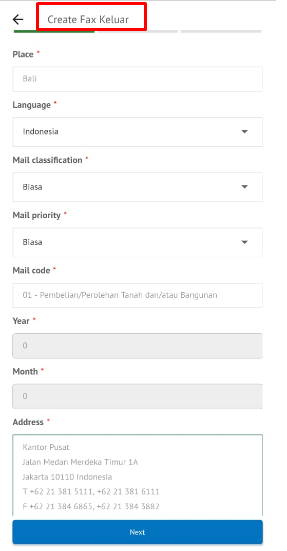 Create Fax Keluar
Place *
Bali
Language *
Indonesia
Mail classification *
Biasa
Mail priority *
Biasa
Mail code *
01 - Pembelian/Perolehan Tanah dan/atau Bangunan
Year *
0
Month *
0
Address *
Kantor Pusat
Jalan Medan Merdeka Timur 1A
Jakarta 10110 Indonesia
T +62 21 381 5111, +62 21 381 6111
F +62 21 384 6865, +62 21 384 3882
Next